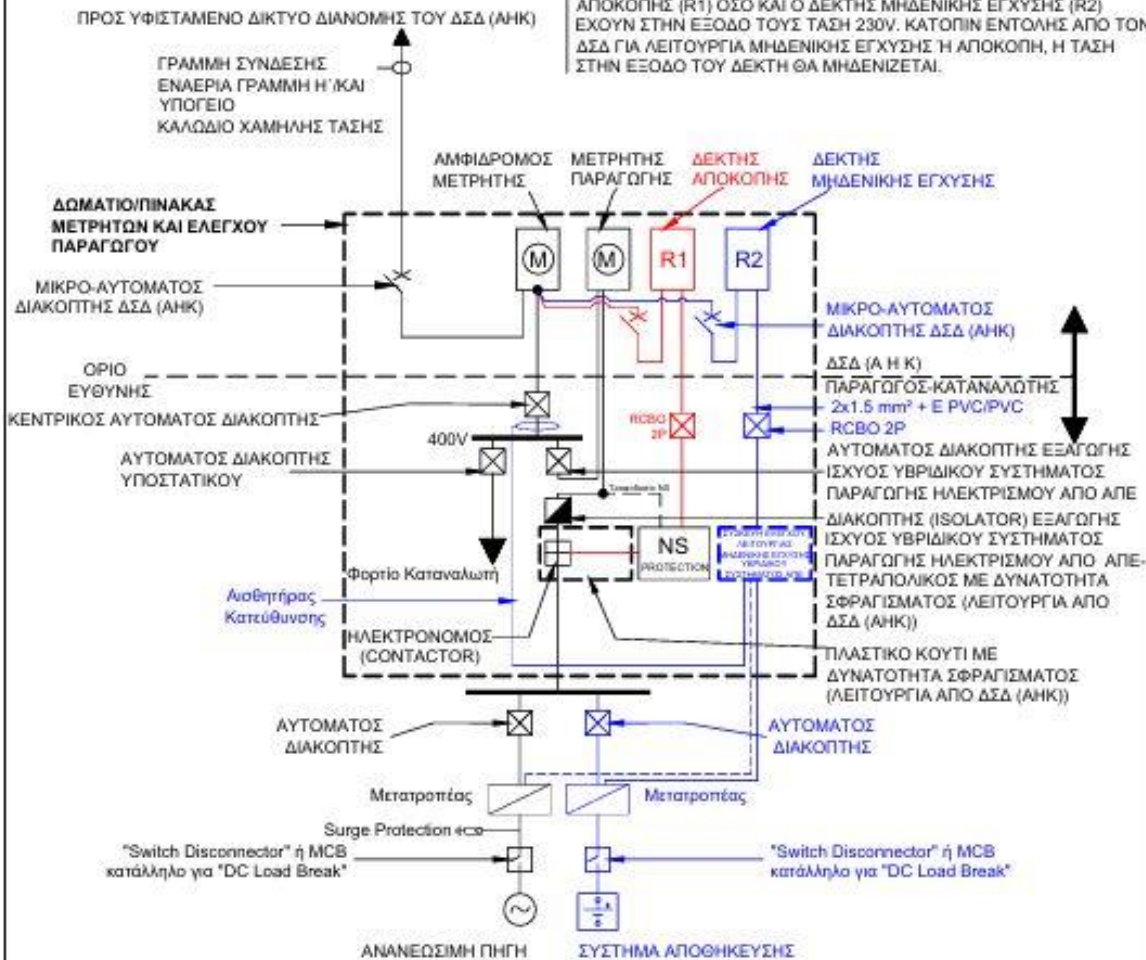 ΠΡΟΣ ΥΦΙΣΤΑΜΕΝΟ ΔΙΚΤΥΟ ΔΙΑΝΟΜΗΣ ΤΟΥ ΔΣΔ (ΑΗΚ)
ΑΠΟΚΟΠΗΣ (R1) ΟΣΟ ΚΑΙ Ο ΔΕΚΤΗΣ ΜΗΔΕΝΙΚΗΣ ΕΓΧΥΣΗΣ (R2)
ΕΧΟΥΝ ΣΤΗΝ ΕΞΟΔΟ ΤΟΥΣ ΤΑΣΗ 230V. ΚΑΤΟΠΙΝ ΕΝΤΟΛΗΣ ΑΠΟ ΤΟΝ
ΔΣΔ ΓΙΑ ΛΕΙΤΟΥΡΓΙΑ ΜΗΔΕΝΙΚΗΣ ΕΓΧΥΣΗΣ Ή ΑΠΟΚΟΠΗ, Η ΤΑΣΗ
ΣΤΗΝ ΕΞΟΔΟ ΤΟΥ ΔΕΚΤΗ ΘΑ ΜΗΔΕΝΙΖΕΤΑΙ.
ΓΡΑΜΜΗ ΣΥΝΔΕΣΗΣ
ΕΝΑΕΡΙΑ ΓΡΑΜΜΗ Η΄/ΚΑΙ
ΥΠΟΓΕΙΟ
ΚΑΛΩΔΙΟ ΧΑΜΗΛΗΣ ΤΑΣΗΣ
ΑΜΦΙΔΡΟΜΟΣ
ΜΕΤΡΗΤΗΣ
ΜΕΤΡΗΤΗΣ
ΠΑΡΑΓΩΓΗΣ
ΔΕΚΤΗΣ
ΑΠΟΚΟΠΗΣ
ΔΕΚΤΗΣ
ΜΗΔΕΝΙΚΗΣ ΕΓΧΥΣΗΣ
ΔΩΜΑΤΙΟ/ΠΙΝΑΚΑΣ
ΜΕΤΡΗΤΩΝ ΚΑΙ ΕΛΕΓΧΟΥ
ΠΑΡΑΓΩΓΟΥ
M
M
R1
R2
ΜΙΚΡΟ-ΑΥΤΟΜΑΤΟΣ
ΔΙΑΚΟΠΤΗΣ ΔΣΔ (ΑΗΚ)
ΜΙΚΡΟ-ΑΥΤΟΜΑΤΟΣ
ΔΙΑΚΟΠΤΗΣ ΔΣΔ (ΑΗΚ)
ΟΡΙΟ
ΕΥΘΥΝΗΣ
ΔΣΔ (Α Η Κ)
ΠΑΡΑΓΩΓΟΣ-ΚΑΤΑΝΑΛΩΤΗΣ
2x1.5 mm² + E PVC/PVC
RCBO 2P
RCBO
2P
ΚΕΝΤΡΙΚΟΣ ΑΥΤΟΜΑΤΟΣ ΔΙΑΚΟΠΤΗΣ
400V
ΑΥΤΟΜΑΤΟΣ ΔΙΑΚΟΠΤΗΣ
ΥΠΟΣΤΑΤΙΚΟΥ
ΑΥΤΟΜΑΤΟΣ ΔΙΑΚΟΠΤΗΣ ΕΞΑΓΩΓΗΣ
ΙΣΧΥΟΣ ΥΒΡΙΔΙΚΟΥ ΣΥΣΤΗΜΑΤΟΣ
ΠΑΡΑΓΩΓΗΣ ΗΛΕΚΤΡΙΣΜΟΥ ΑΠΟ ΑΠΕ
ΔΙΑΚΟΠΤΗΣ (ISOLATOR) ΕΞΑΓΩΓΗΣ
ΙΣΧΥΟΣ ΥΒΡΙΔΙΚΟΥ ΣΥΣΤΗΜΑΤΟΣ
ΠΑΡΑΓΩΓΗΣ ΗΛΕΚΤΡΙΣΜΟΥ ΑΠΟ ΑΠΕ-
ΤΕΤΡΑΠΟΛΙΚΟΣ ΜΕ ΔΥΝΑΤΟΤΗΤΑ
ΣΦΡΑΓΙΣΜΑΤΟΣ (ΛΕΙΤΟΥΡΓΙΑ ΑΠΟ
ΔΣΔ (ΑΗΚ))
NS
PROTECTION
Φορτίο Καταναλωτή
Αισθητήρας
Κατεύθυνσης
ΗΛΕΚΤΡΟΝΟΜΟΣ
(CONTACTOR)
ΠΛΑΣΤΙΚΟ ΚΟΥΤΙ ΜΕ
ΔΥΝΑΤΟΤΗΤΑ ΣΦΡΑΓΙΣΜΑΤΟΣ
(ΛΕΙΤΟΥΡΓΙΑ ΑΠΟ ΔΣΔ (ΑΗΚ))
ΑΥΤΟΜΑΤΟΣ
ΔΙΑΚΟΠΤΗΣ
ΑΥΤΟΜΑΤΟΣ
ΔΙΑΚΟΠΤΗΣ
Μετατροπέας
Μετατροπέας
Surge Protection
"Switch Disconnector" ή MCB
κατάλληλο για "DC Load Break"
"Switch Disconnector" ή MCB
κατάλληλο για "DC Load Break"
ΑΝΑΝΕΩΣΙΜΗ ΠΗΓΗ
ΣΥΣΤΗΜΑ ΑΠΟΘΗΚΕΥΣΗΣ